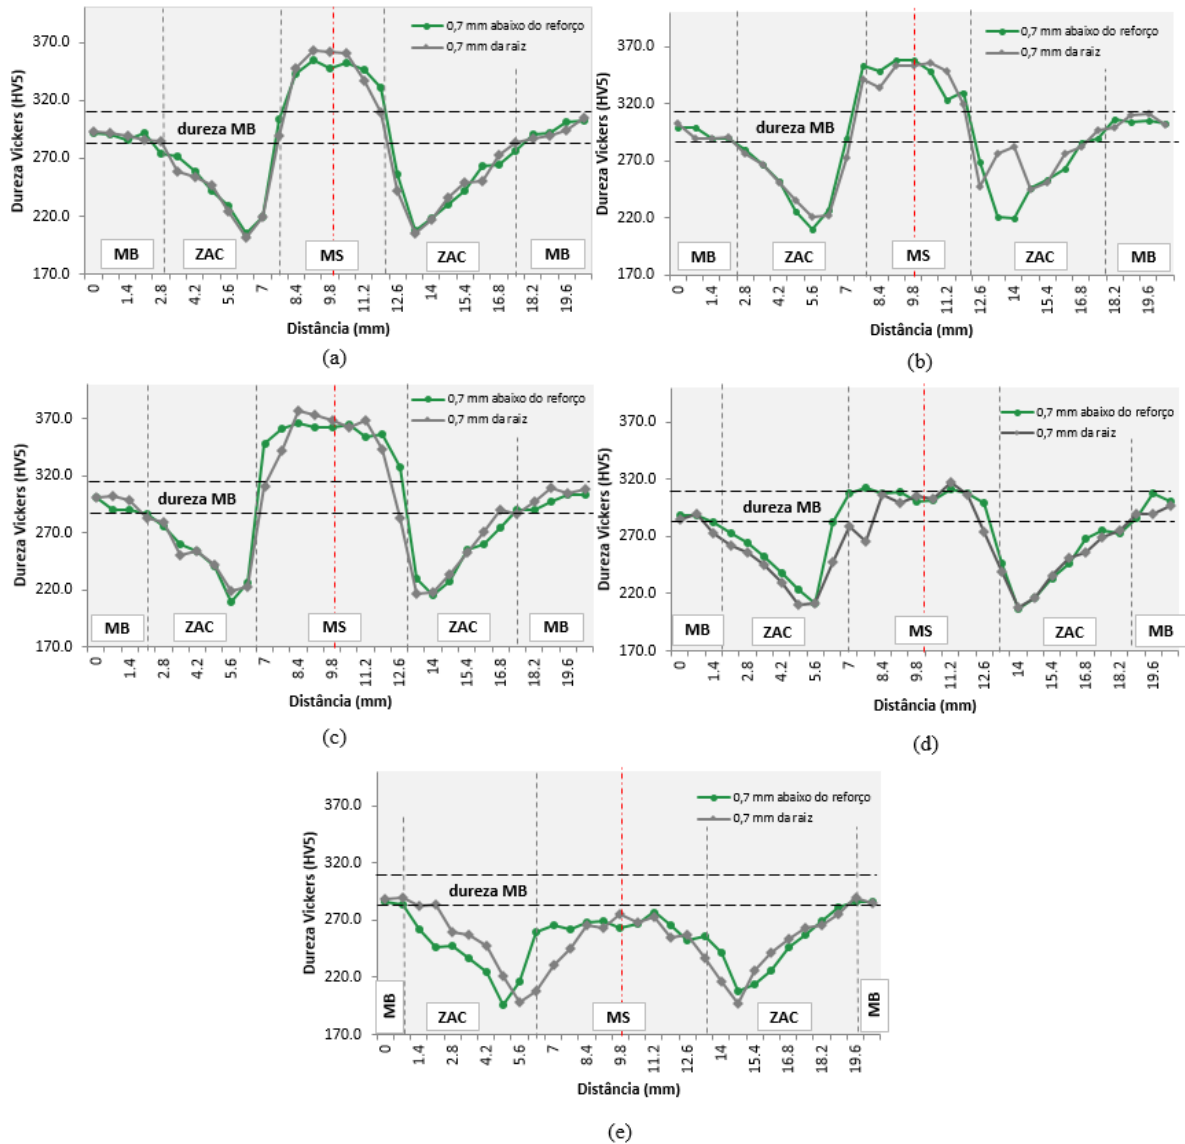 370.0
320.0
270.0
220.0
170.0
Dureza Vickers (HV5)
0,7 mm abaixo do reforço
0,7 mm da raiz
dureza MB
MB ZAC MS ZAC MB
0 1.4 2.8 4.2 5.6 7 8.4 9.8 11.2 12.6 14 15.4 16.8 18.2 19.6
Distância (mm)
(a)
370.0
320.0
270.0
220.0
170.0
Dureza Vickers (HV5)
0,7 mm abaixo do reforço
0,7 mm da raiz
dureza MB
MB ZAC MS ZAC MB
0 1.4 2.8 4.2 5.6 7 8.4 9.8 11.2 12.6 14 15.4 16.8 18.2 19.6
Distância (mm)
(b)
370.0
320.0
270.0
220.0
170.0
Dureza Vickers (HV5)
0,7 mm abaixo do reforço
0,7 mm da raiz
dureza MB
MB ZAC MS ZAC MB
0 1.4 2.8 4.2 5.6 7 8.4 9.8 11.2 12.6 14 15.4 16.8 18.2 19.6
Distância (mm)
(c)
370.0
320.0
270.0
220.0
170.0
Dureza Vickers (HV5)
0,7 mm abaixo do reforço
0,7 mm da raiz
dureza MB
MB ZAC MS ZAC MB
0 1.4 2.8 4.2 5.6 7 8.4 9.8 11.2 12.6 14 15.4 16.8 18.2 19.6
Distância (mm)
(d)
370.0
320.0
270.0
220.0
170.0
Dureza Vickers (HV5)
0,7 mm abaixo do reforço
0,7 mm da raiz
dureza MB
MB ZAC MS ZAC MB
0 1.4 2.8 4.2 5.6 7 8.4 9.8 11.2 12.6 14 15.4 16.8 18.2 19.6
Distância (mm)
(e)